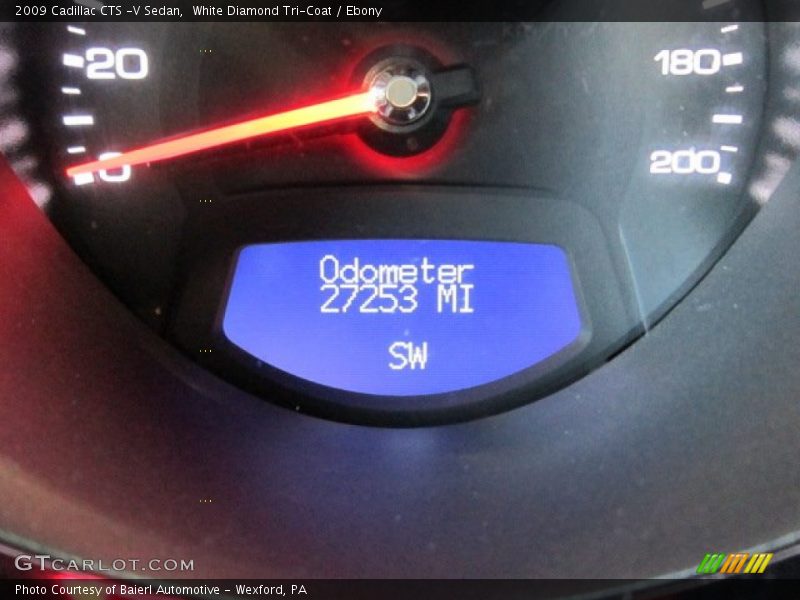 2009 Cadillac CTS -V Sedan, White Diamond Tri-Coat / Ebony
20
180
0
200
Odometer
27253 MI
SW
GTCARLOT.COM
Photo Courtesy of Baierl Automotive - Wexford, PA